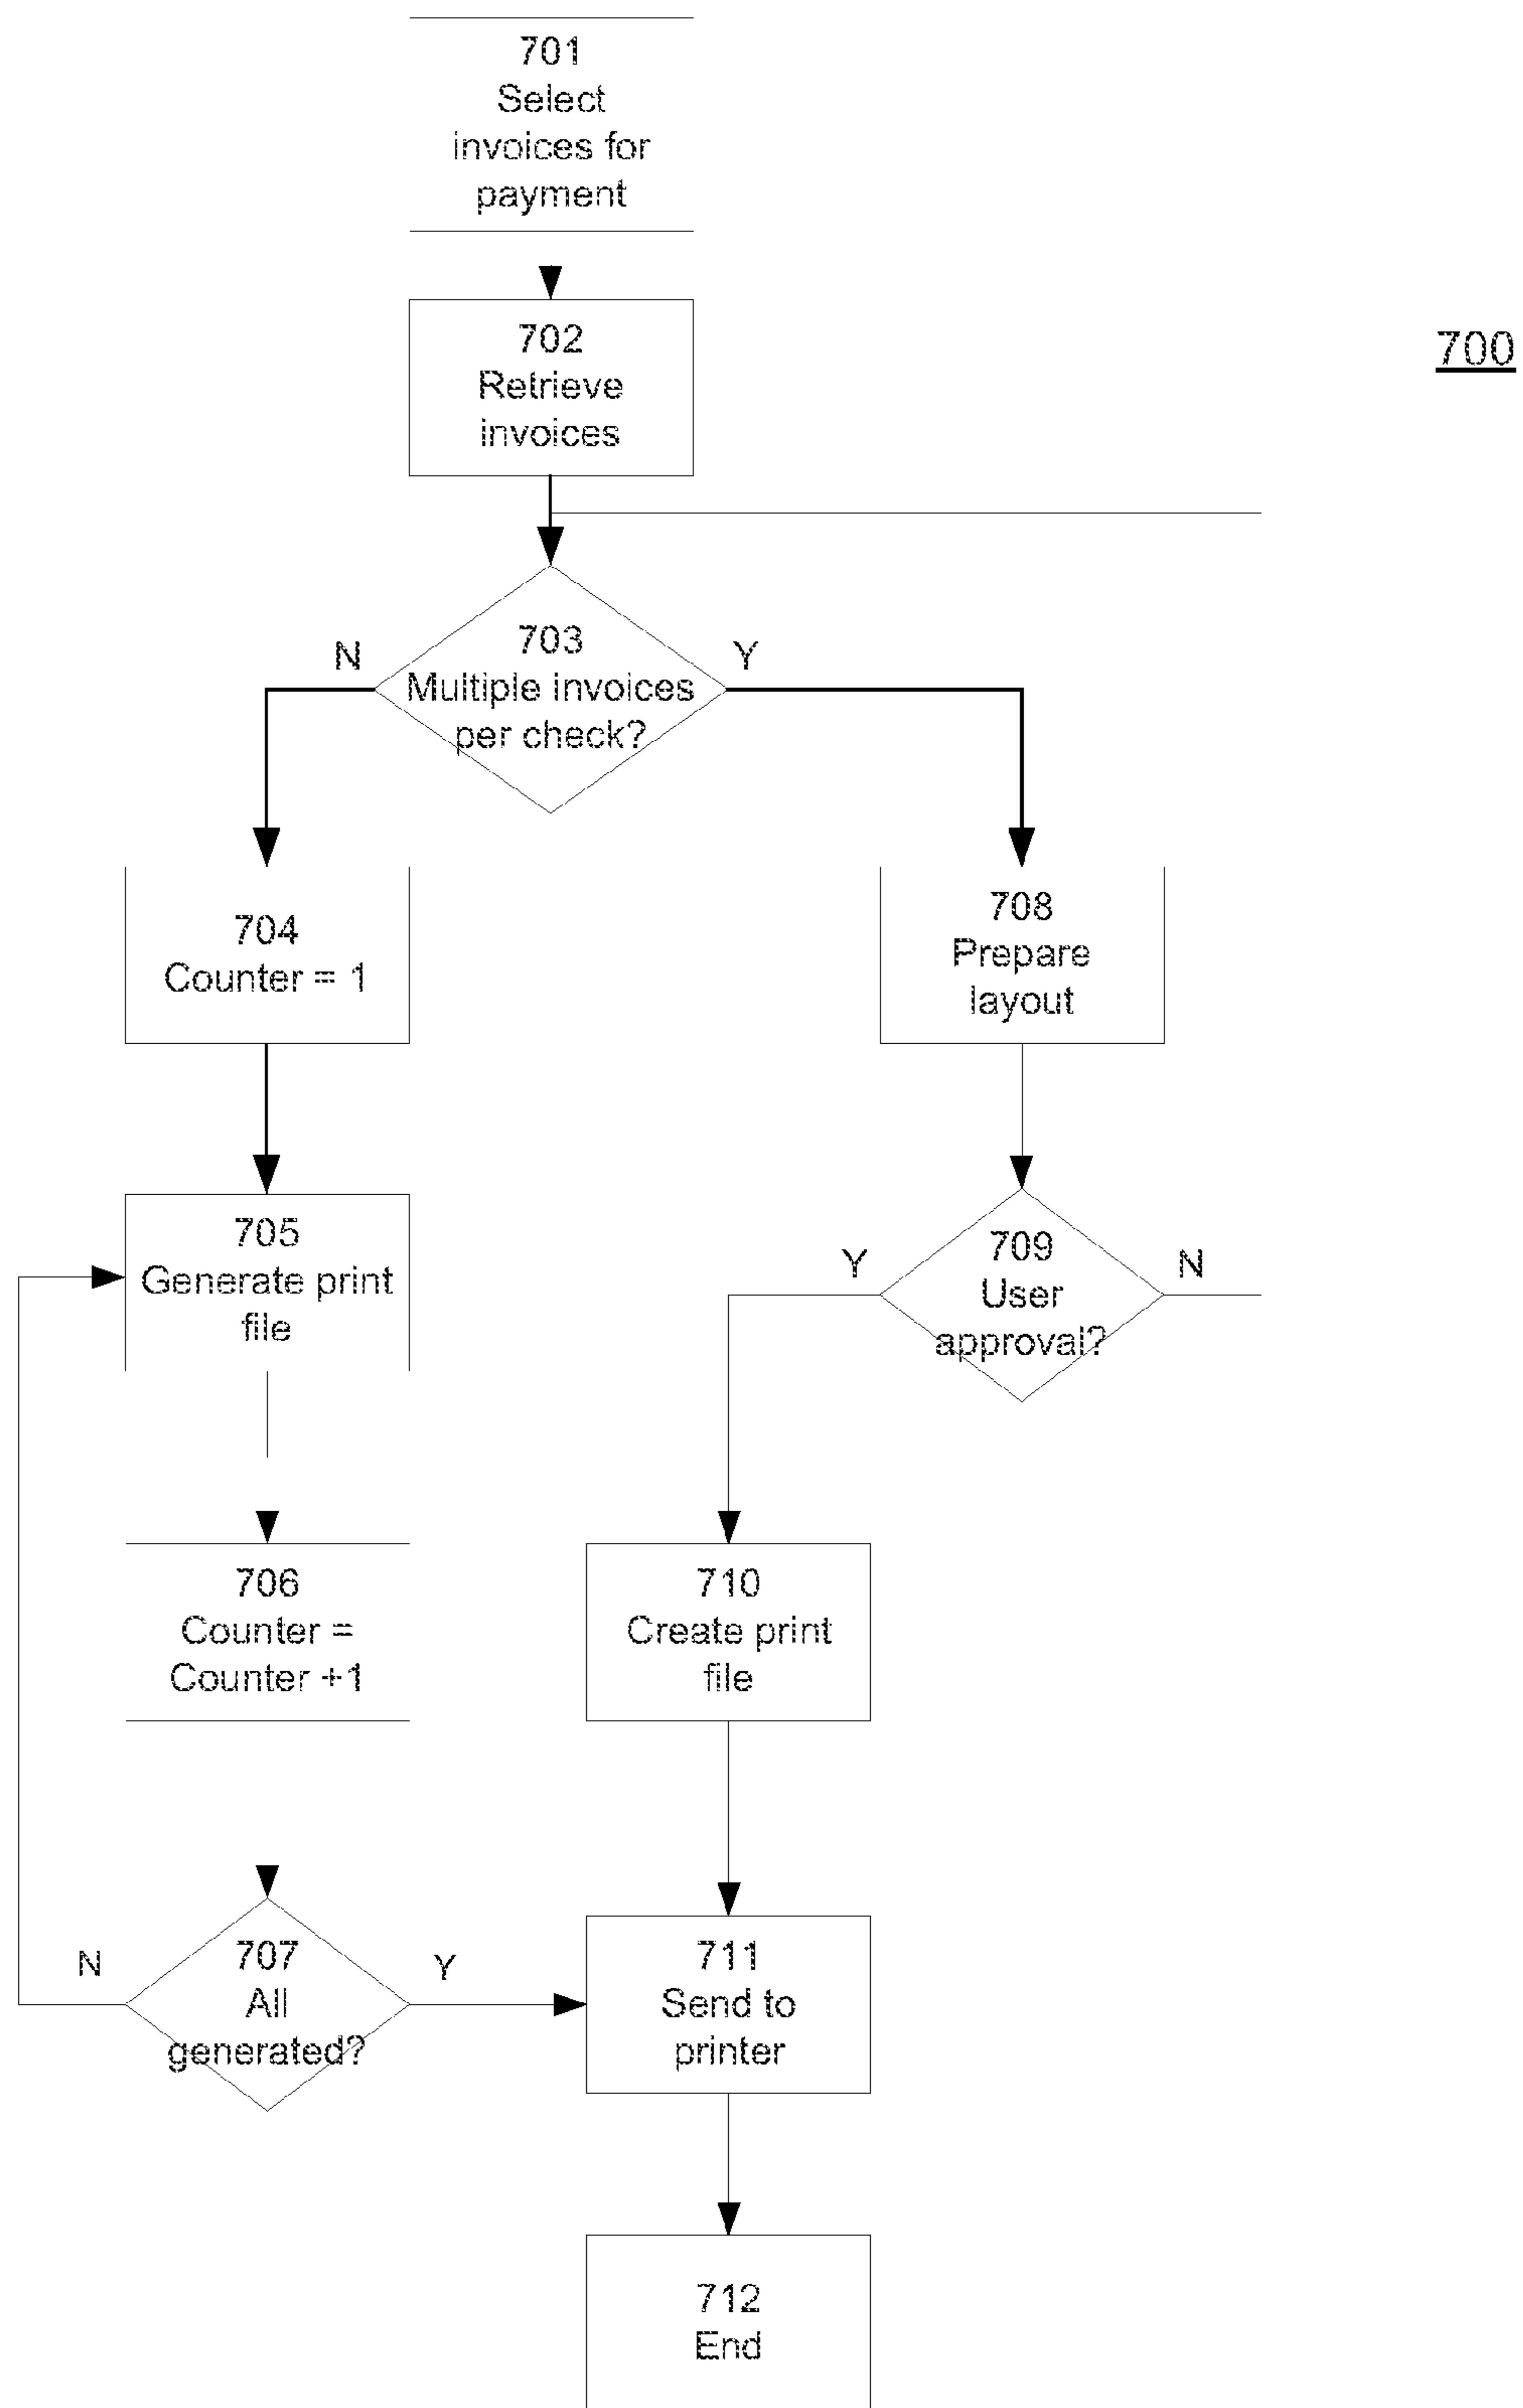 701
Select
invoices for
payment
702
Retrieve
invoices
700
703
Multiple invoices
per check?
N
Y
704
Counter = 1
708
Prepare
layout
705
Generate print
file
709
User
approval?
Y
N
706
Counter =
Counter +1
710
Create print
file
707
All
generated?
N
Y
711
Send to
printer
712
End